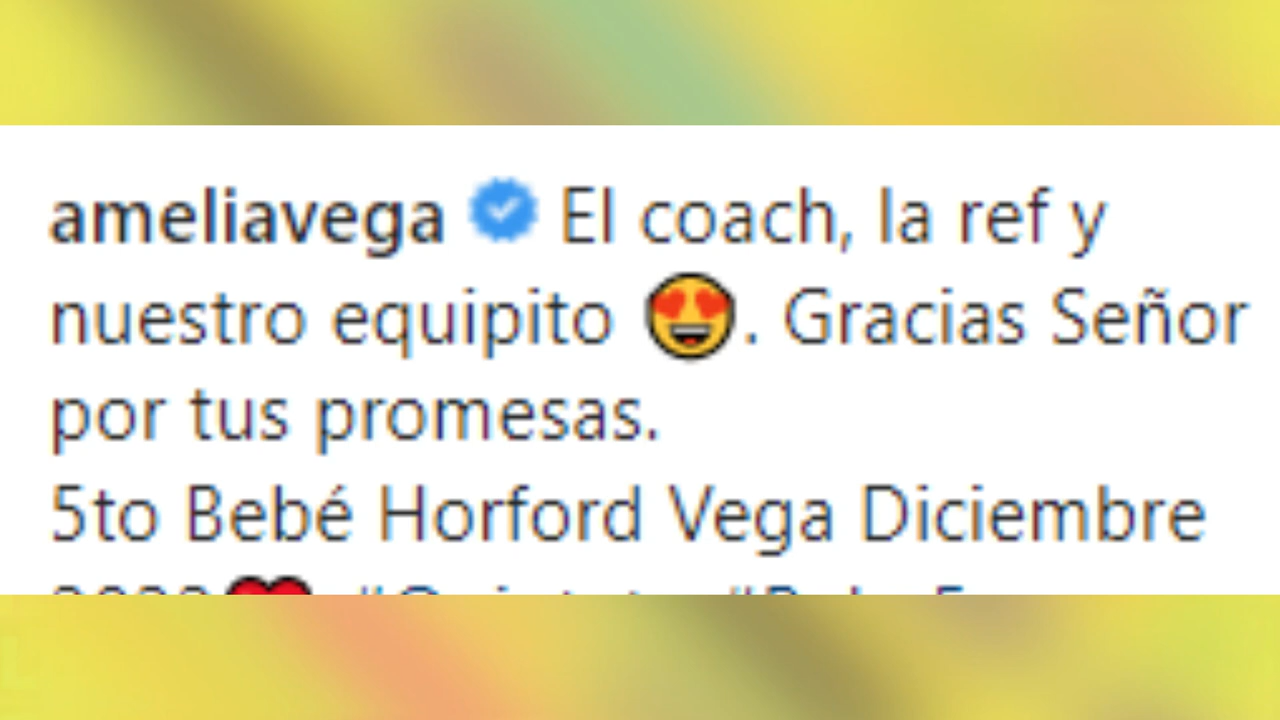 ameliavega El coach, la ref y
nuestro equipito 😍. Gracias Señor
por tus promesas.
5to Bebé Horford Vega Diciembre